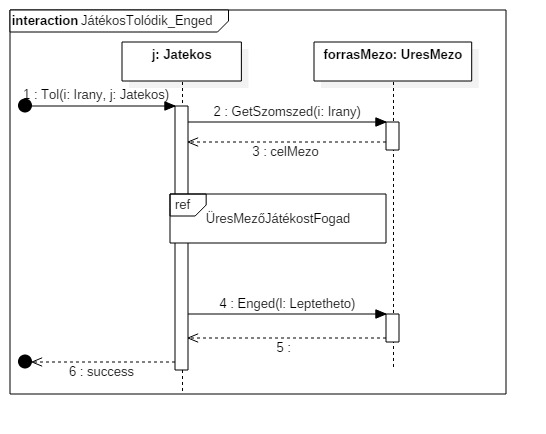 interaction JátékosTolódik_Enged
j: Jatekos
forrasMezo: UresMezo
1 : Tol(i: Irany, j: Jatekos)
2 : GetSzomszed(i: Irany)
3 : celMezo
ref
ÜresMezőJátékostFogad
4 : Enged(l: Leptetheto)
5 :
6 : success